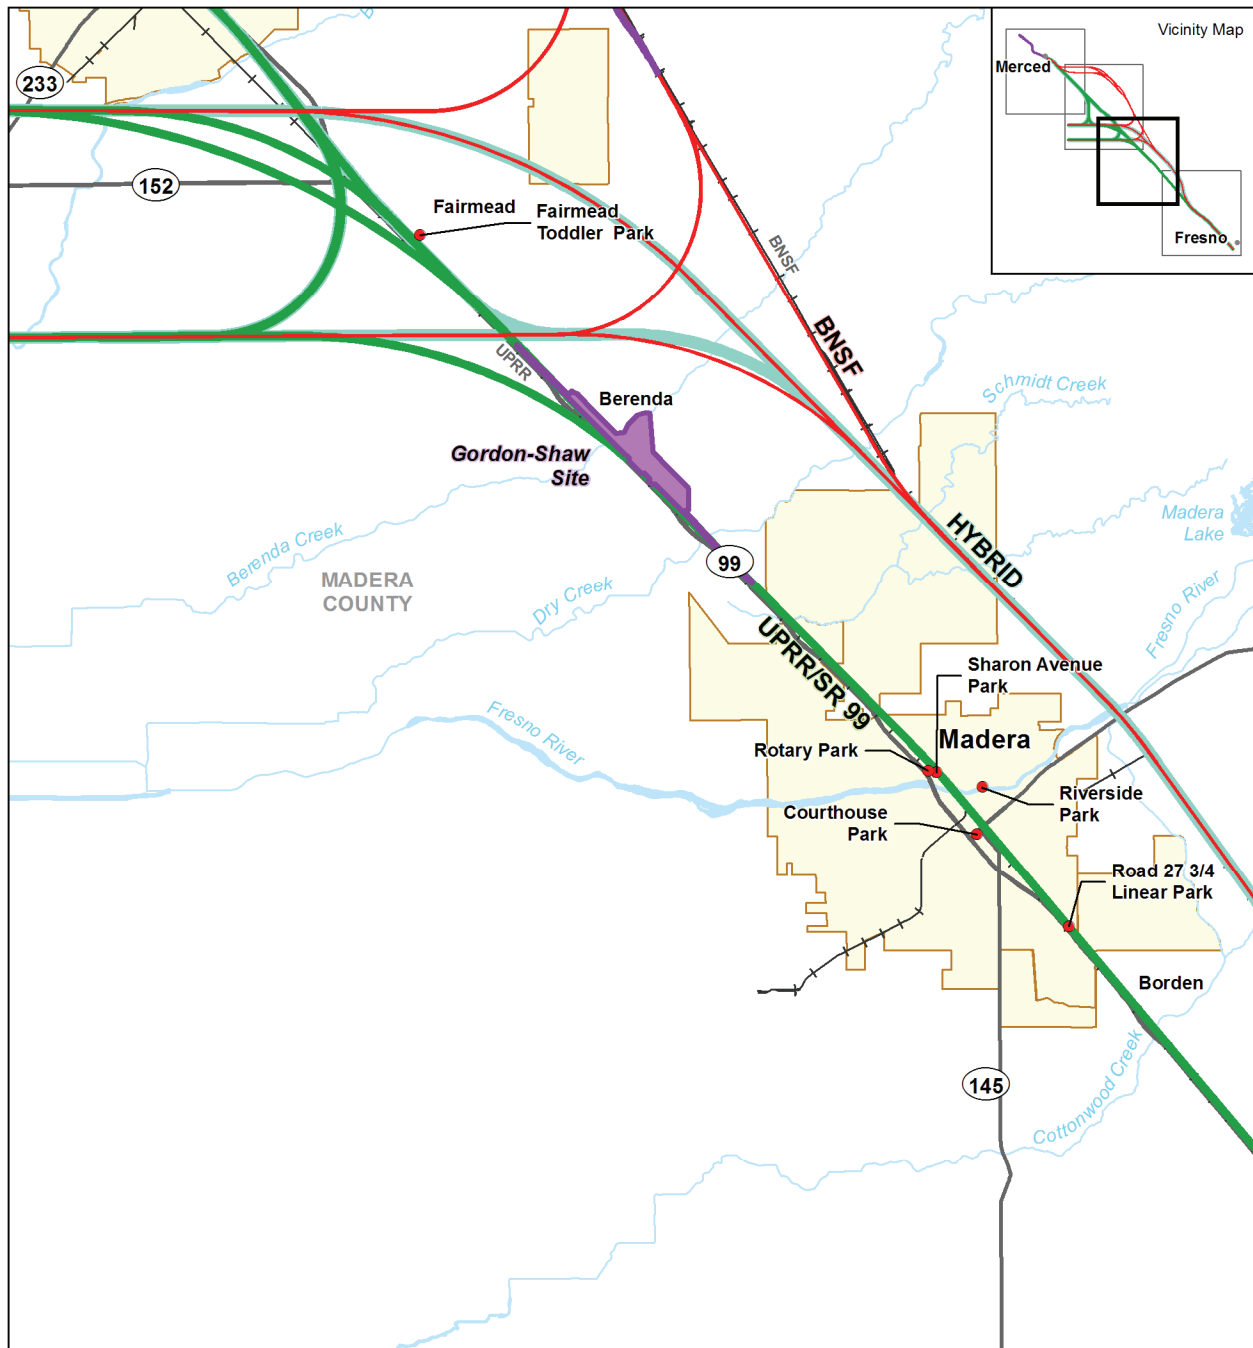 Vicinity Map
Merced
Fresno
B
233
152
Fairmead
Fairmead
Toddler Park
BNSF
BNSF
UPRR
Berenda
Gordon-Shaw
Site
Schmidt Creek
Madera
Lake
Berenda Creek
MADERA
COUNTY
Dry Creek
99
HYBRID
Fresno River
UPRR/SR 99
Sharon Avenue
Park
Fresno River
Madera
Rotary Park
Riverside
Park
Courthouse
Park
Road 27 3/4
Linear Park
Borden
145
Cottonwood Creek